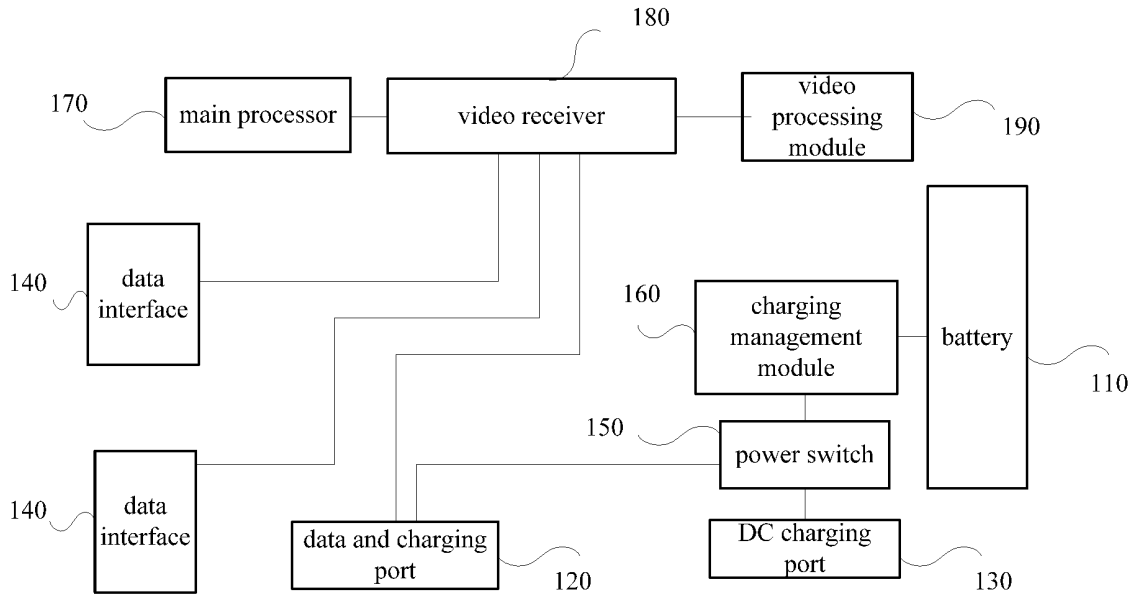 180
170
main processor
video receiver
video
processing
module
190
140
data
interface
160
charging
management
module
battery
110
150
power switch
140
data
interface
data and charging
port
120
DC charging
port
130